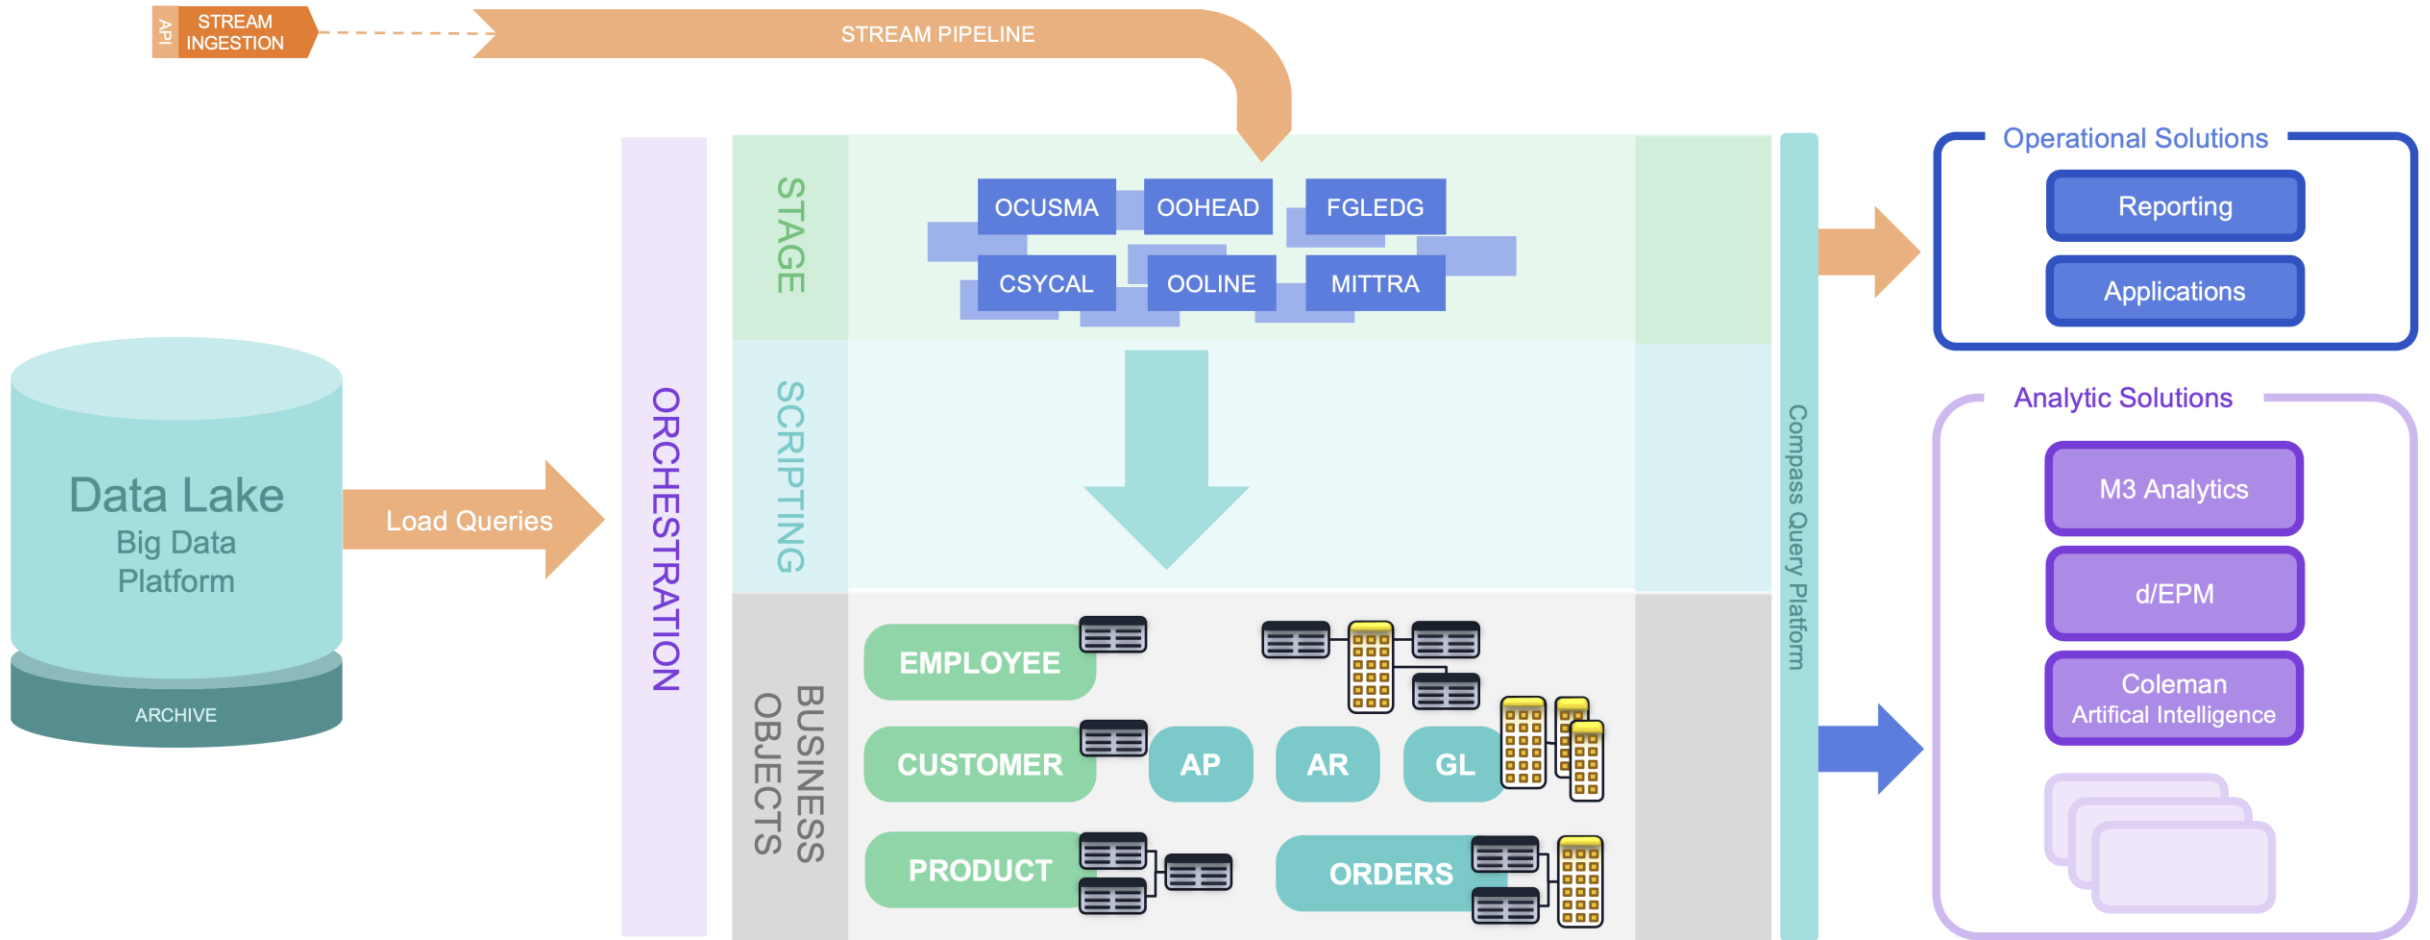 API
STREAM
INGESTION
STREAM PIPELINE
Data Lake
Big Data
Platform
ARCHIVE
Load Queries
ORCHESTRATION
STAGE
OCUSMA
OOHEAD
FGLEDG
CSYCAL
OOLINE
MITTRA
SCRIPTING
BUSINESS
OBJECTS
EMPLOYEE
CUSTOMER
AP
AR
GL
PRODUCT
ORDERS
Compass Query Platform
Operational Solutions
Reporting
Applications
Analytic Solutions
M3 Analytics
d/EPM
Coleman
Artifical Intelligence